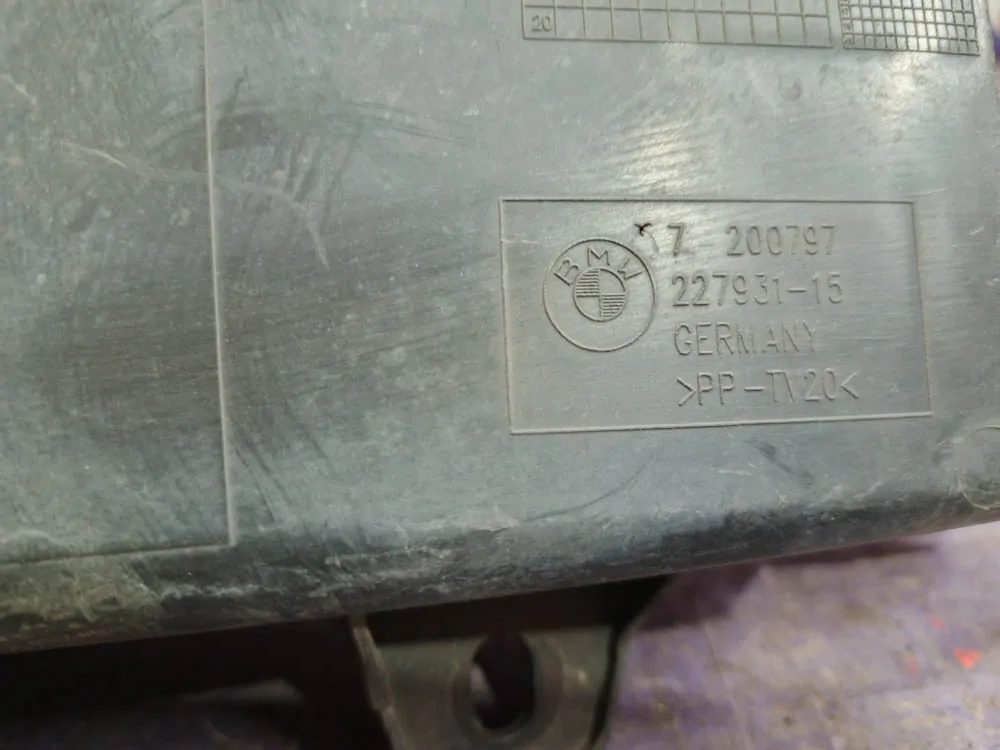 20
BMW
7 200797
227931-15
GERMANY
>PP-TV20<